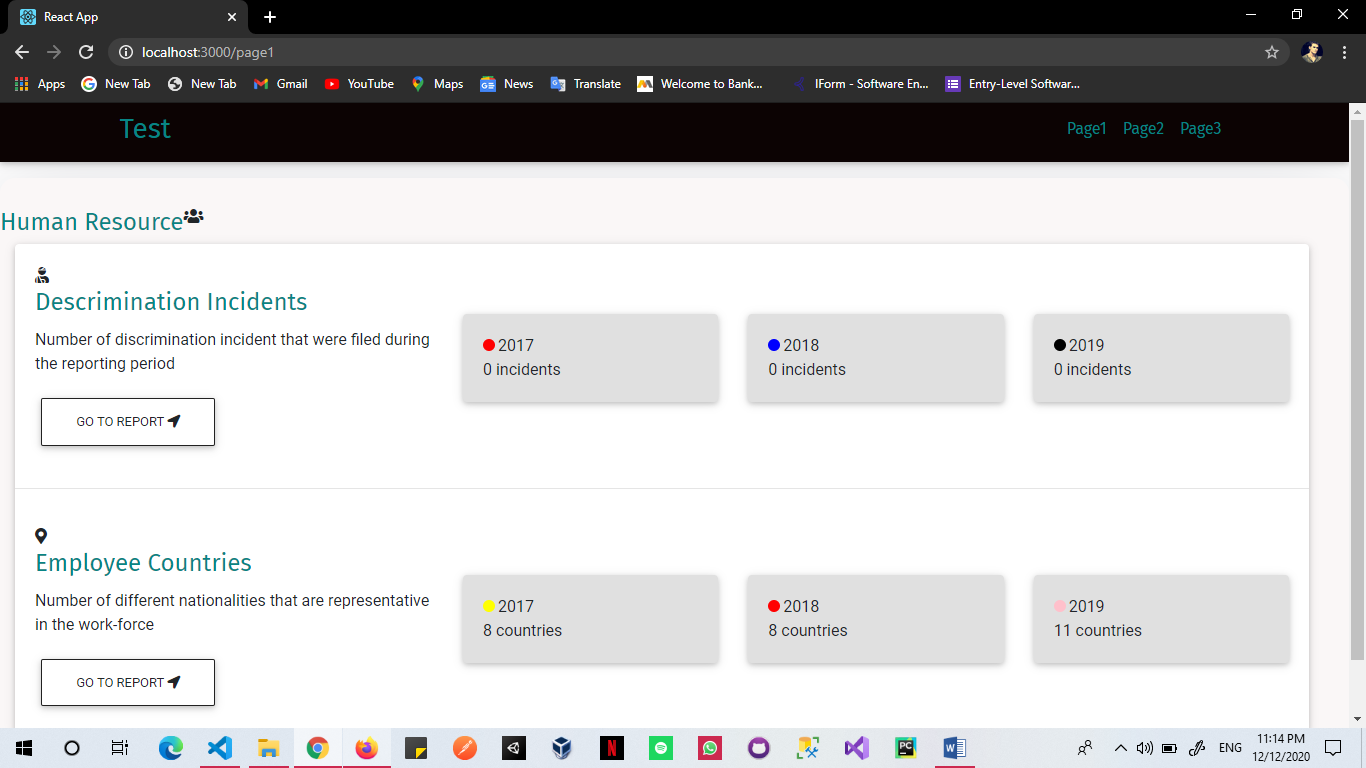 React App
localhost:3000/page1
Apps New Tab New Tab Gmail YouTube Maps News Translate Welcome to Bank... IForm - Software En... Entry-Level Softwar...
Test Page1 Page2 Page3
Human Resource
Descrimination Incidents
Number of discrimination incident that were filed during
the reporting period
2017 2018 2019
0 incidents 0 incidents 0 incidents
GO TO REPORT
Employee Countries
Number of different nationalities that are representative
in the work-force
2017 2018 2019
8 countries 8 countries 11 countries
GO TO REPORT
ENG
11:14 PM
12/12/2020